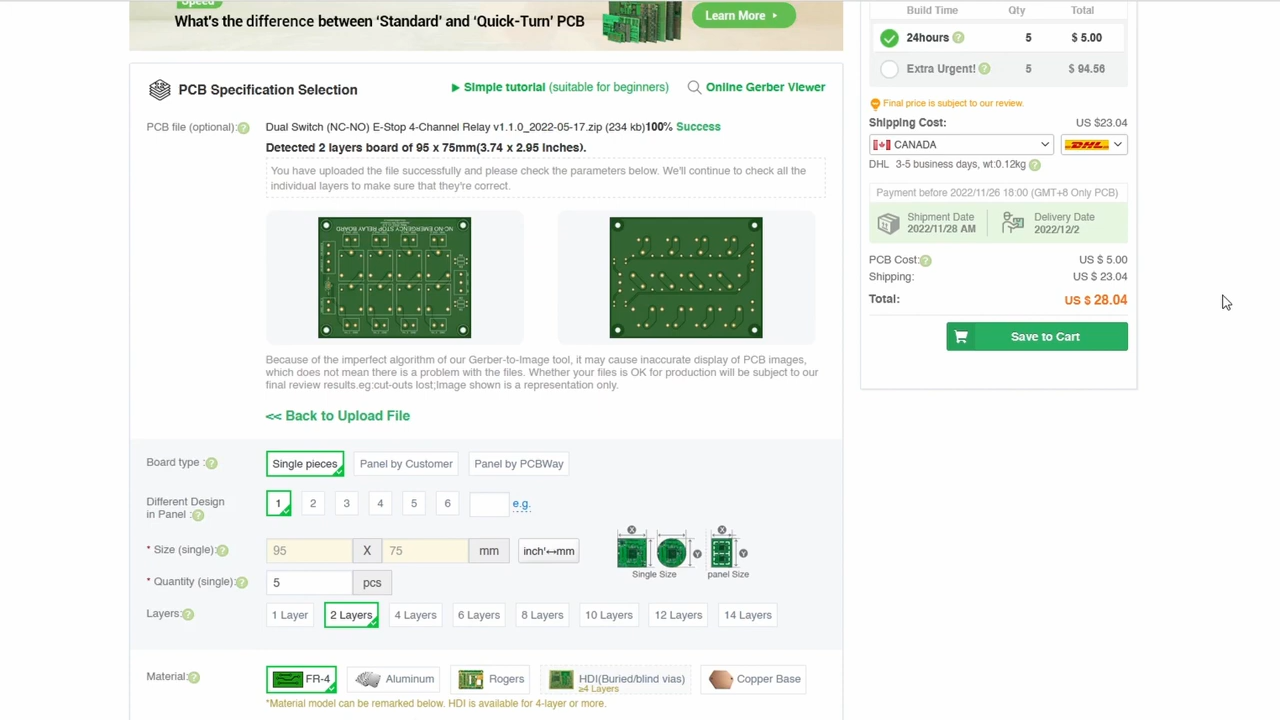 Speed
What's the difference between 'Standard' and 'Quick-Turn' PCB
Learn More
PCB Specification Selection
Simple tutorial (suitable for beginners)
Online Gerber Viewer
PCB file (optional):
Dual Switch (NC-NO) E-Stop 4-Channel Relay v1.1.0_2022-05-17.zip (234 kb)100% Success
Detected 2 layers board of 95 x 75mm(3.74 x 2.95 inches).
You have uploaded the file successfully and please check the parameters below. We'll continue to check all the
individual layers to make sure that they're correct.
NC-NO EMERGENCY STOP RELAY BOARD
Because of the imperfect algorithm of our Gerber-to-Image tool, it may cause inaccurate display of PCB images,
which does not mean there is a problem with the files. Whether your files is OK for production will be subject to our
final review results.eg:cut-outs lost;Image shown is a representation only.
<< Back to Upload File
Board type :
Single pieces
Panel by Customer
Panel by PCBWay
Different Design
in Panel :
1 2 3 4 5 6 e.g.
* Size (single):
95 X 75 mm inch'↔mm
X X
Y Y
Single Size panel Size
* Quantity (single):
5 pcs
Layers:
1 Layer 2 Layers 4 Layers 6 Layers 8 Layers 10 Layers 12 Layers 14 Layers
Material:
FR-4 Aluminum Rogers HDI(Buried/blind vias) Copper Base
≥4 Layers
*Material model can be remarked below. HDI is available for 4-layer or more.
Build Time Qty Total
24hours 5 $ 5.00
Extra Urgent! 5 $ 94.56
Final price is subject to our review.
Shipping Cost: US $23.04
CANADA DHL
DHL 3-5 business days, wt:0.12kg
Payment before 2022/11/26 18:00 (GMT+8 Only PCB)
Shipment Date
2022/11/28 AM
Delivery Date
2022/12/2
PCB Cost: US $ 5.00
Shipping: US $ 23.04
Total: US $ 28.04
Save to Cart